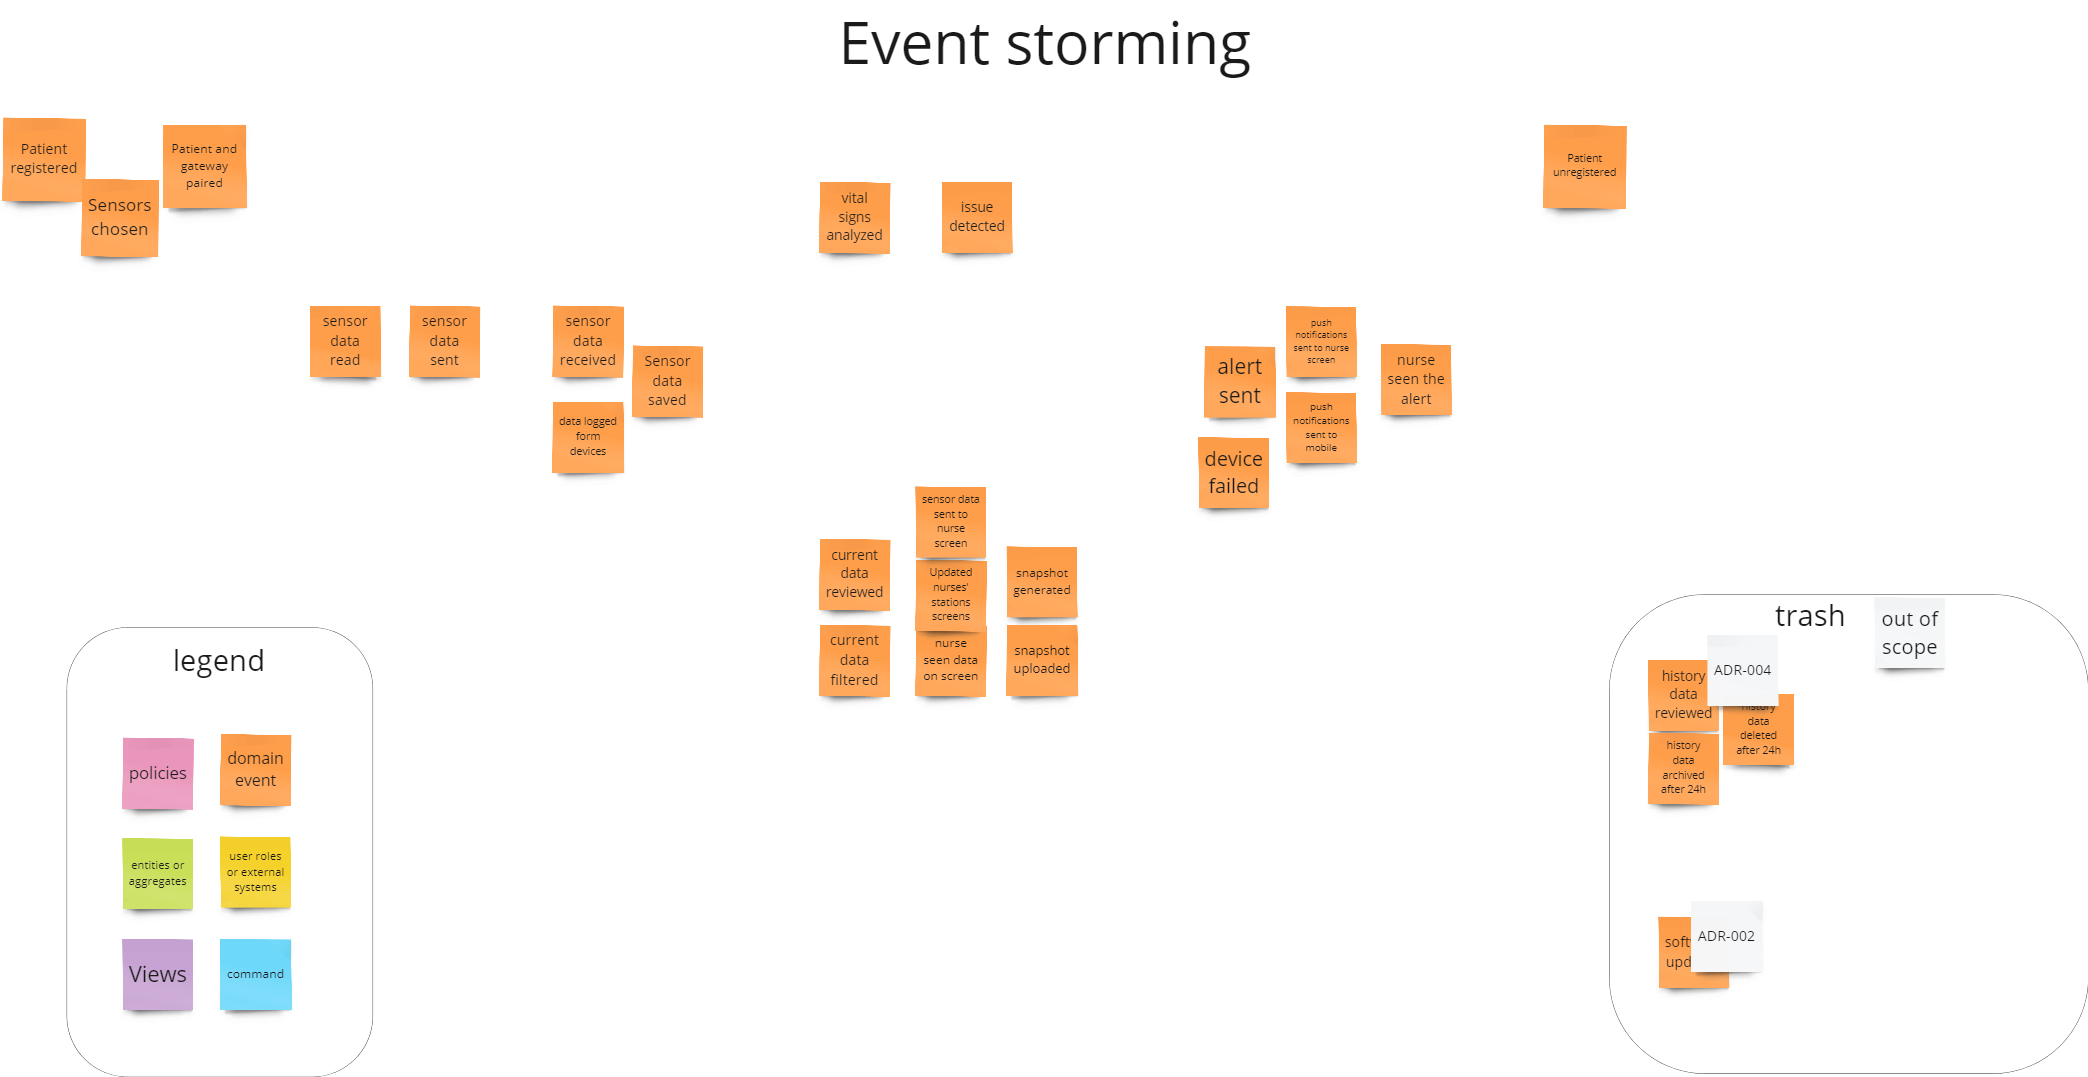 Event storming
Patient
registered
Sensors
chosen
Patient and
gateway
paired
vital
signs
analyzed
issue
detected
Patient
unregistered
sensor
data
read
sensor
data
sent
sensor
data
received
Sensor
data
saved
data logged
form
devices
alert
sent
push
notifications
sent to nurse
screen
push
notifications
sent to
mobile
nurse
seen the
alert
device
failed
sensor data
sent to
nurse
screen
current
data
reviewed
Updated
nurses'
stations
screens
snapshot
generated
current
data
filtered
nurse
seen data
on screen
snapshot
uploaded
legend
policies
domain
event
entities or
aggregates
user roles
or external
systems
Views
command
trash
out of
scope
history
data
reviewed
ADR-004
history
data
deleted
after 24h
history
data
archived
after 24h
soft
upd
ADR-002